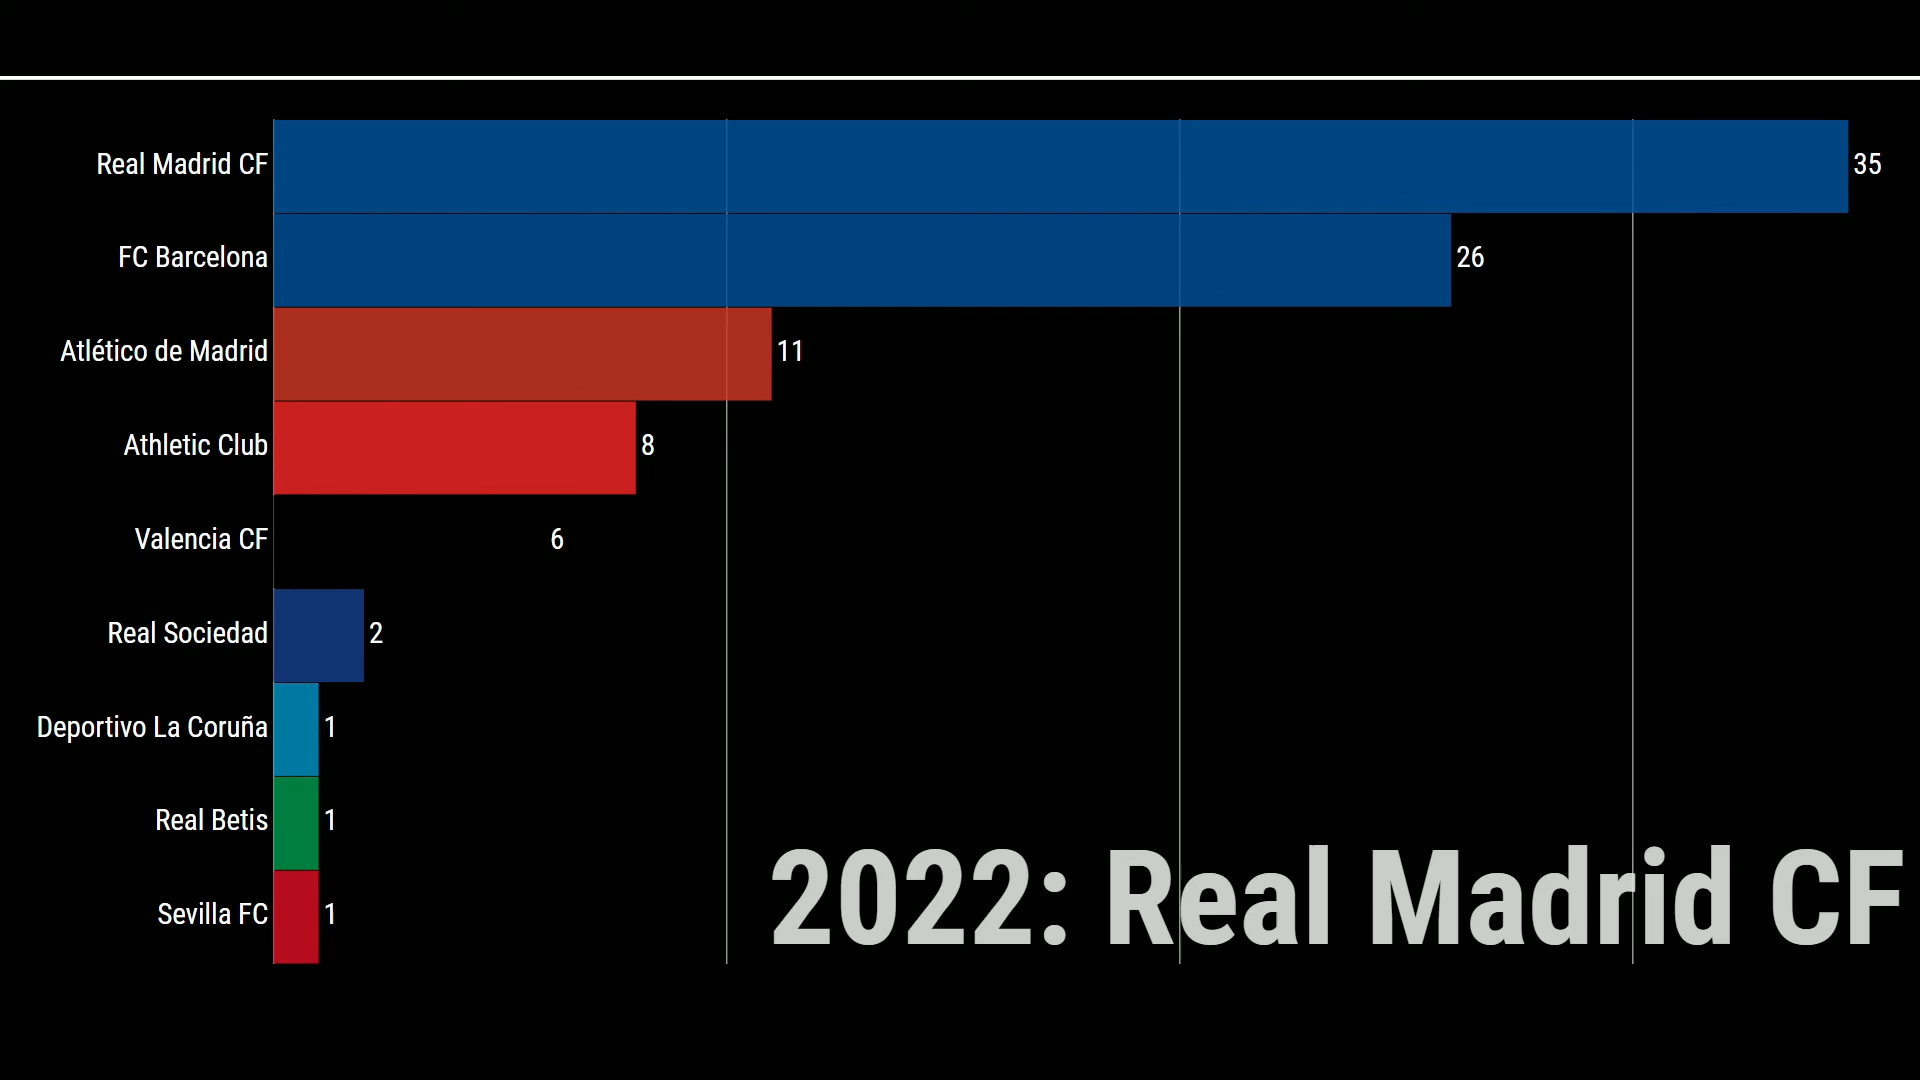 Real Madrid CF 35
FC Barcelona 26
Atlético de Madrid 11
Athletic Club 8
Valencia CF 6
Real Sociedad 2
Deportivo La Coruña 1
Real Betis 1
Sevilla FC 1
2022: Real Madrid CF